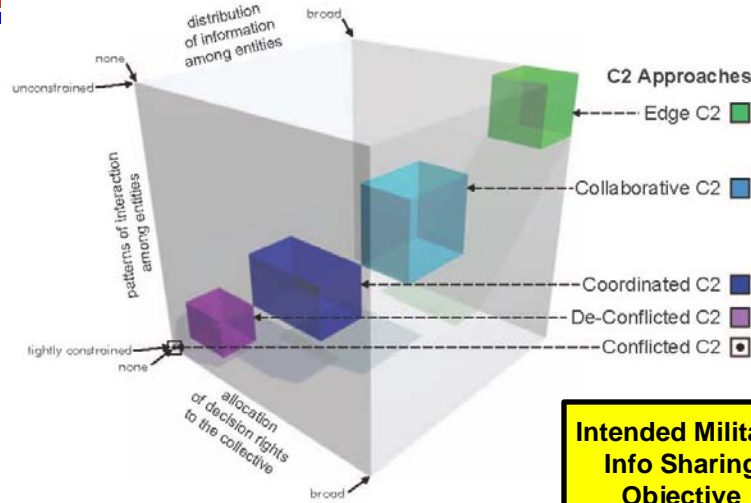 distribution
of information
among entities
broad
none
unconstrained
patterns of interaction
among entities
tightly constrained
none
allocation
of decision rights
to the collective
broad
C2 Approaches
Edge C2
Collaborative C2
Coordinated C2
De-Conflicted C2
Conflicted C2
Intended Milita
Info Sharing
Objective